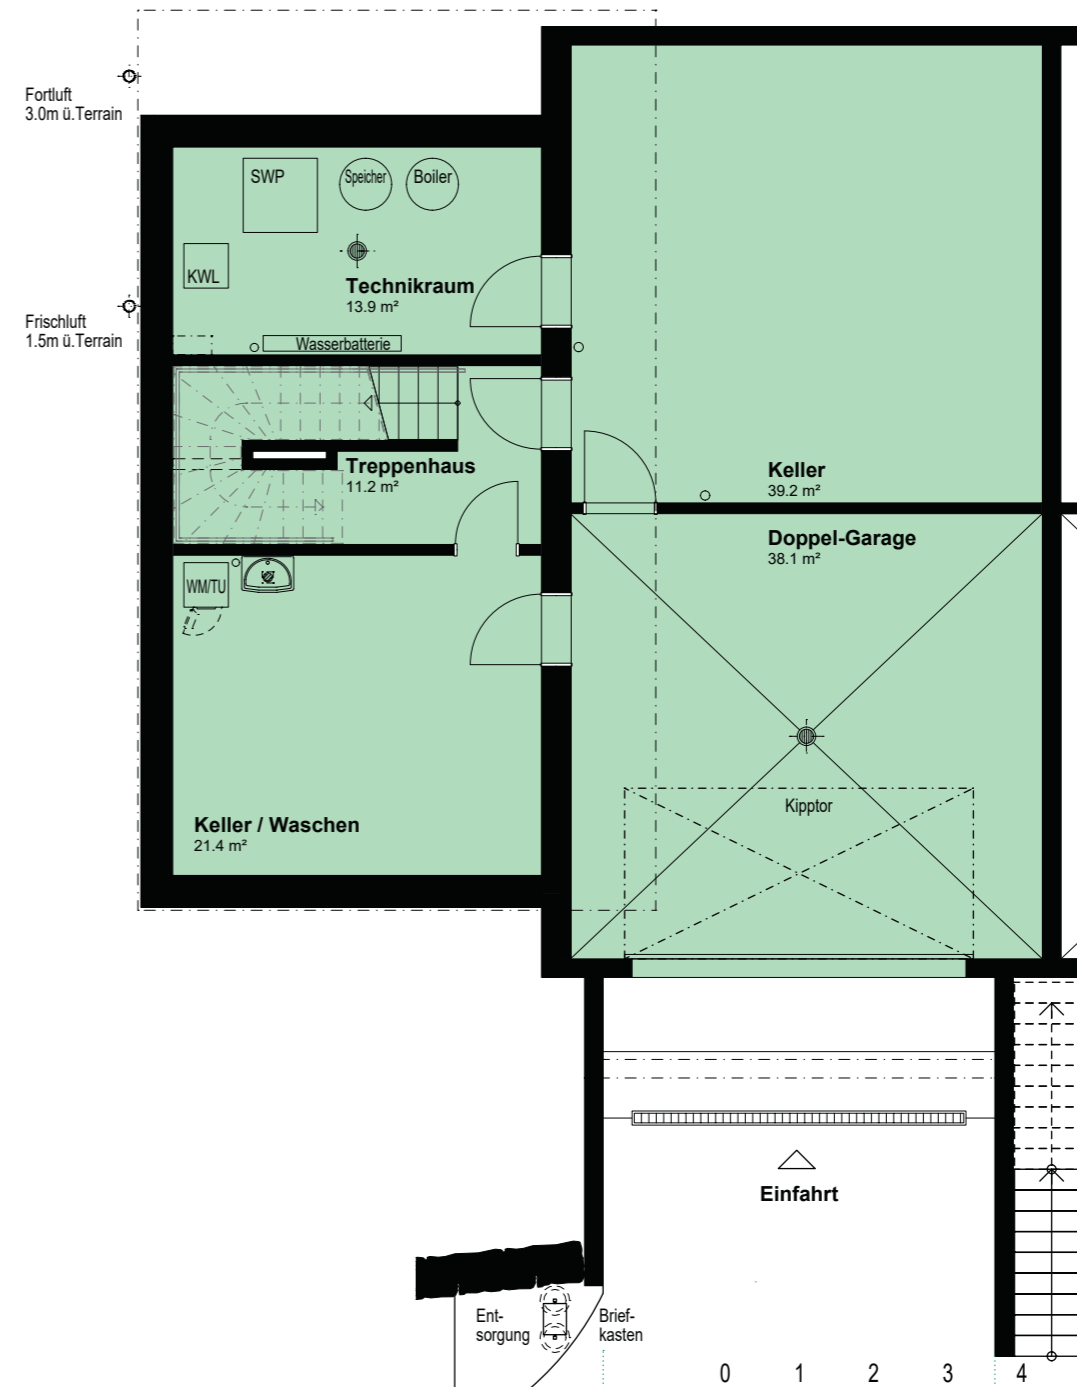 Fortluft
3.0m ü.Terrain
SWP
Speicher
Boiler
KWL
Technikraum
13.9 m²
Frischluft
1.5m ü.Terrain
Wasserbatterie
Treppenhaus
11.2 m²
Keller
39.2 m²
Doppel-Garage
38.1 m²
WM/TU
Kipptor
Keller / Waschen
21.4 m²
Einfahrt
Ent-
sorgung
Brief-
kasten
0 1 2 3 4